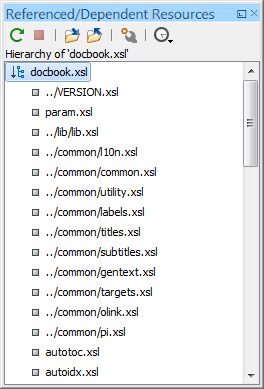 Referenced/Dependent Resources
Hierarchy of 'docbook.xsl'
docbook.xsl
../VERSION.xsl
param.xsl
../lib/lib.xsl
../common/l10n.xsl
../common/common.xsl
../common/utility.xsl
../common/labels.xsl
../common/titles.xsl
../common/subtitles.xsl
../common/gentext.xsl
../common/targets.xsl
../common/olink.xsl
../common/pi.xsl
autotoc.xsl
autoidx.xsl